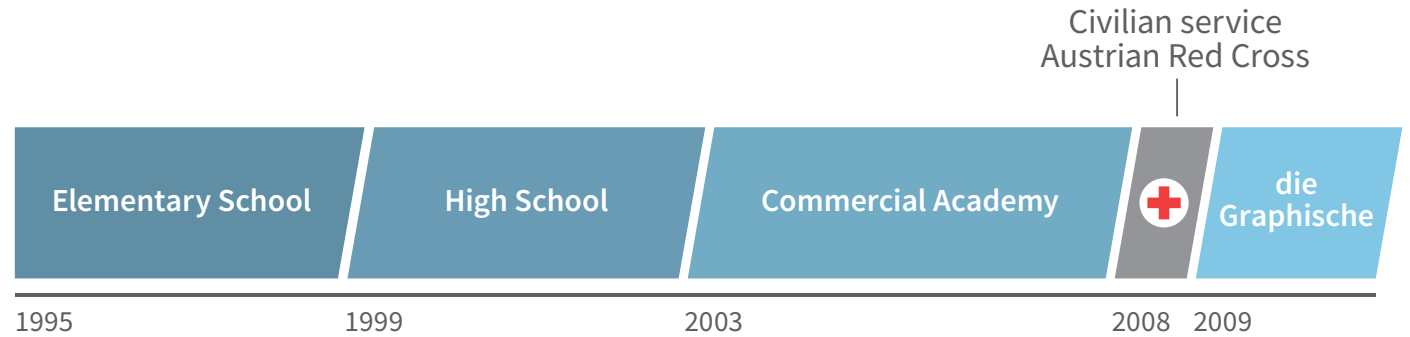 Civilian service
Austrian Red Cross
Elementary School
High School
Commercial Academy
die
Graphische
1995
1999
2003
2008
2009